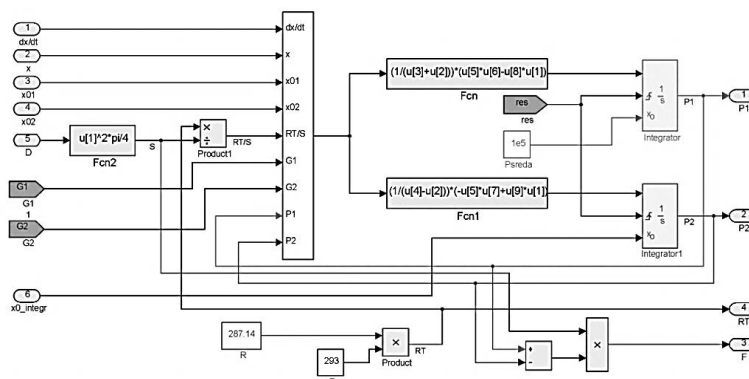 1
dx/dt
2
x
3
x01
4
x02
5
D
u[1]^2*pi/4
Fcn2
S
×
÷
Product1
RT/S
G1
G1
1
G2
G2
dx/dt
x
x01
x02
RT/S
G1
G2
P1
P2
(1/(u[3]+u[2]))*(u[5]*u[6]-u[8]*u[1])
Fcn
res
res
1e5
Psreda
(1/(u[4]-u[2]))*(-u[5]*u[7]+u[9]*u[1])
Fcn1
1
s
x0
Integrator
P1
1
P1
1
s
x0
Integrator1
P2
2
P2
6
x0_integr
287.14
R
293
×
Product
RT
+
−
×
4
RT
3
F